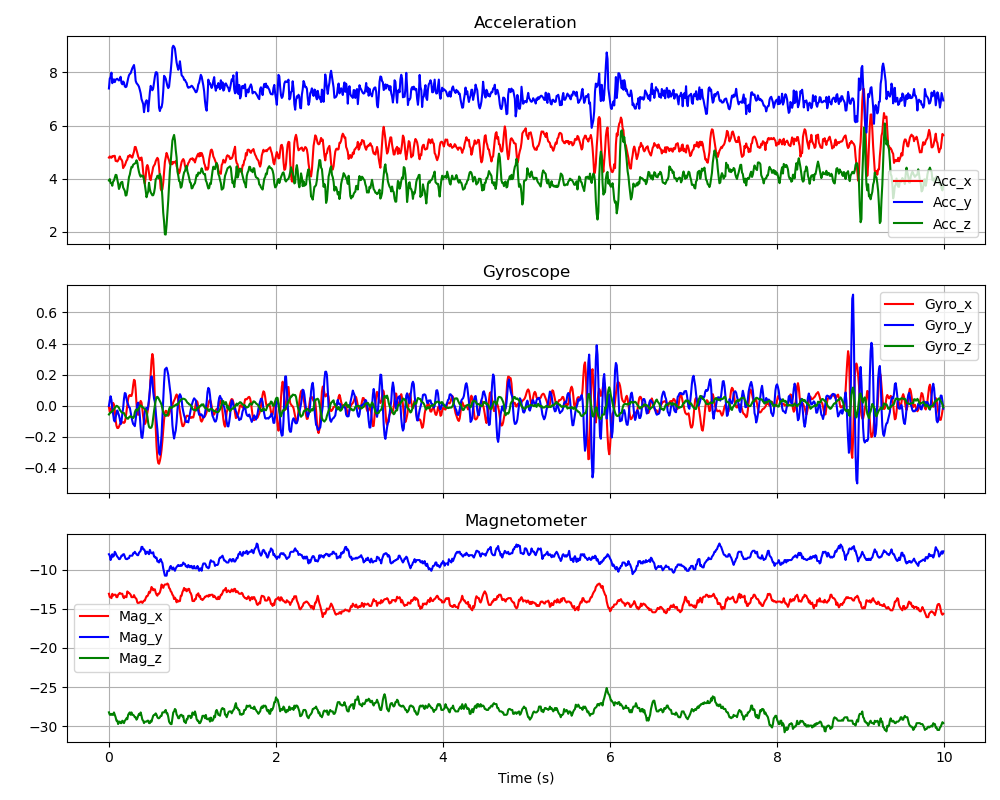 Acceleration
8
6
4
2
Acc_x
Acc_y
Acc_z
Gyroscope
0.6
0.4
0.2
0.0
−0.2
−0.4
Gyro_x
Gyro_y
Gyro_z
Magnetometer
−10
−15
−20
−25
−30
Mag_x
Mag_y
Mag_z
0 2 4 6 8 10
Time (s)